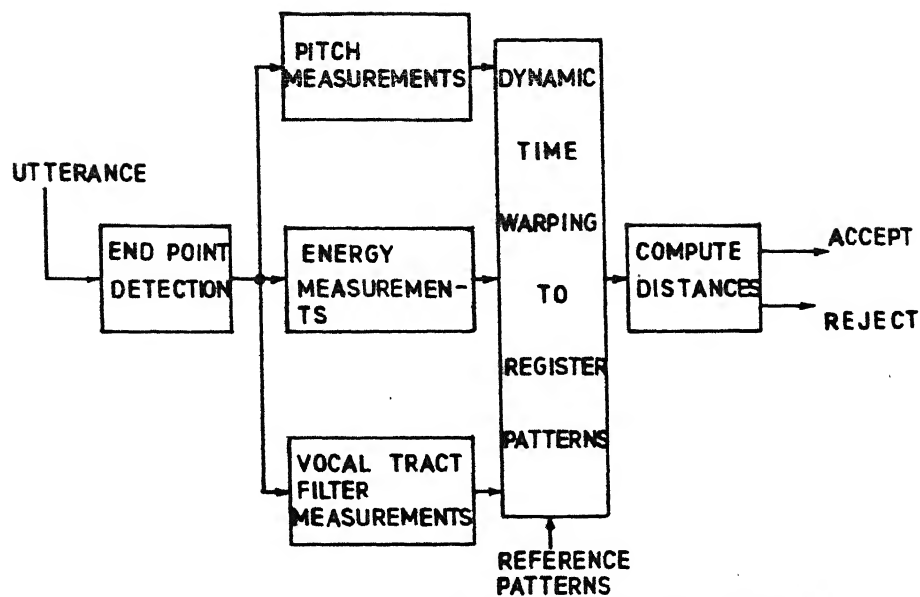 PITCH
MEASUREMENTS
DYNAMIC
TIME
WARPING
TO
REGISTER
PATTERNS
UTTERANCE
END POINT
DETECTION
ENERGY
MEASUREMEN-
TS
VOCAL TRACT
FILTER
MEASUREMENTS
COMPUTE
DISTANCES
ACCEPT
REJECT
REFERENCE
PATTERNS